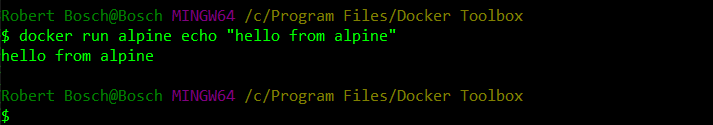 Robert Bosch@Bosch MINGW64 /c/Program Files/Docker Toolbox
$ docker run alpine echo "hello from alpine"
hello from alpine
Robert Bosch@Bosch MINGW64 /c/Program Files/Docker Toolbox
$